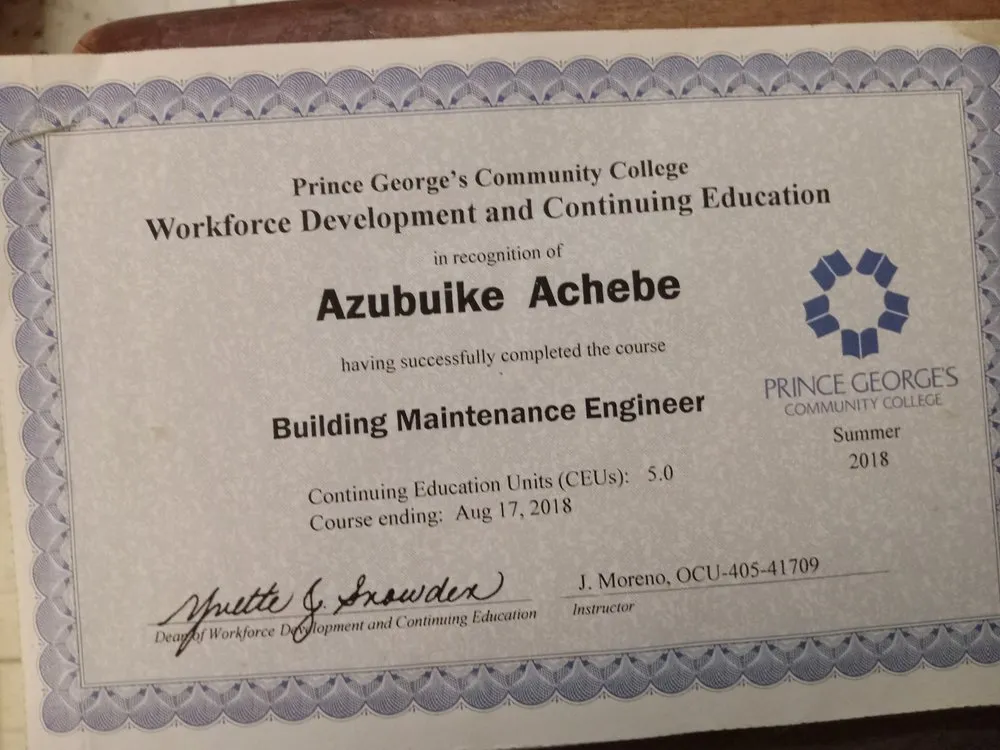 Prince George's Community College
Workforce Development and Continuing Education
in recognition of
Azubuike Achebe
having successfully completed the course
Building Maintenance Engineer
Continuing Education Units (CEUs): 5.0
Course ending: Aug 17, 2018
PRINCE GEORGE'S
COMMUNITY COLLEGE
Summer
2018
Yvette J. Snowden
Dean of Workforce Development and Continuing Education
J. Moreno, OCU-405-41709
Instructor